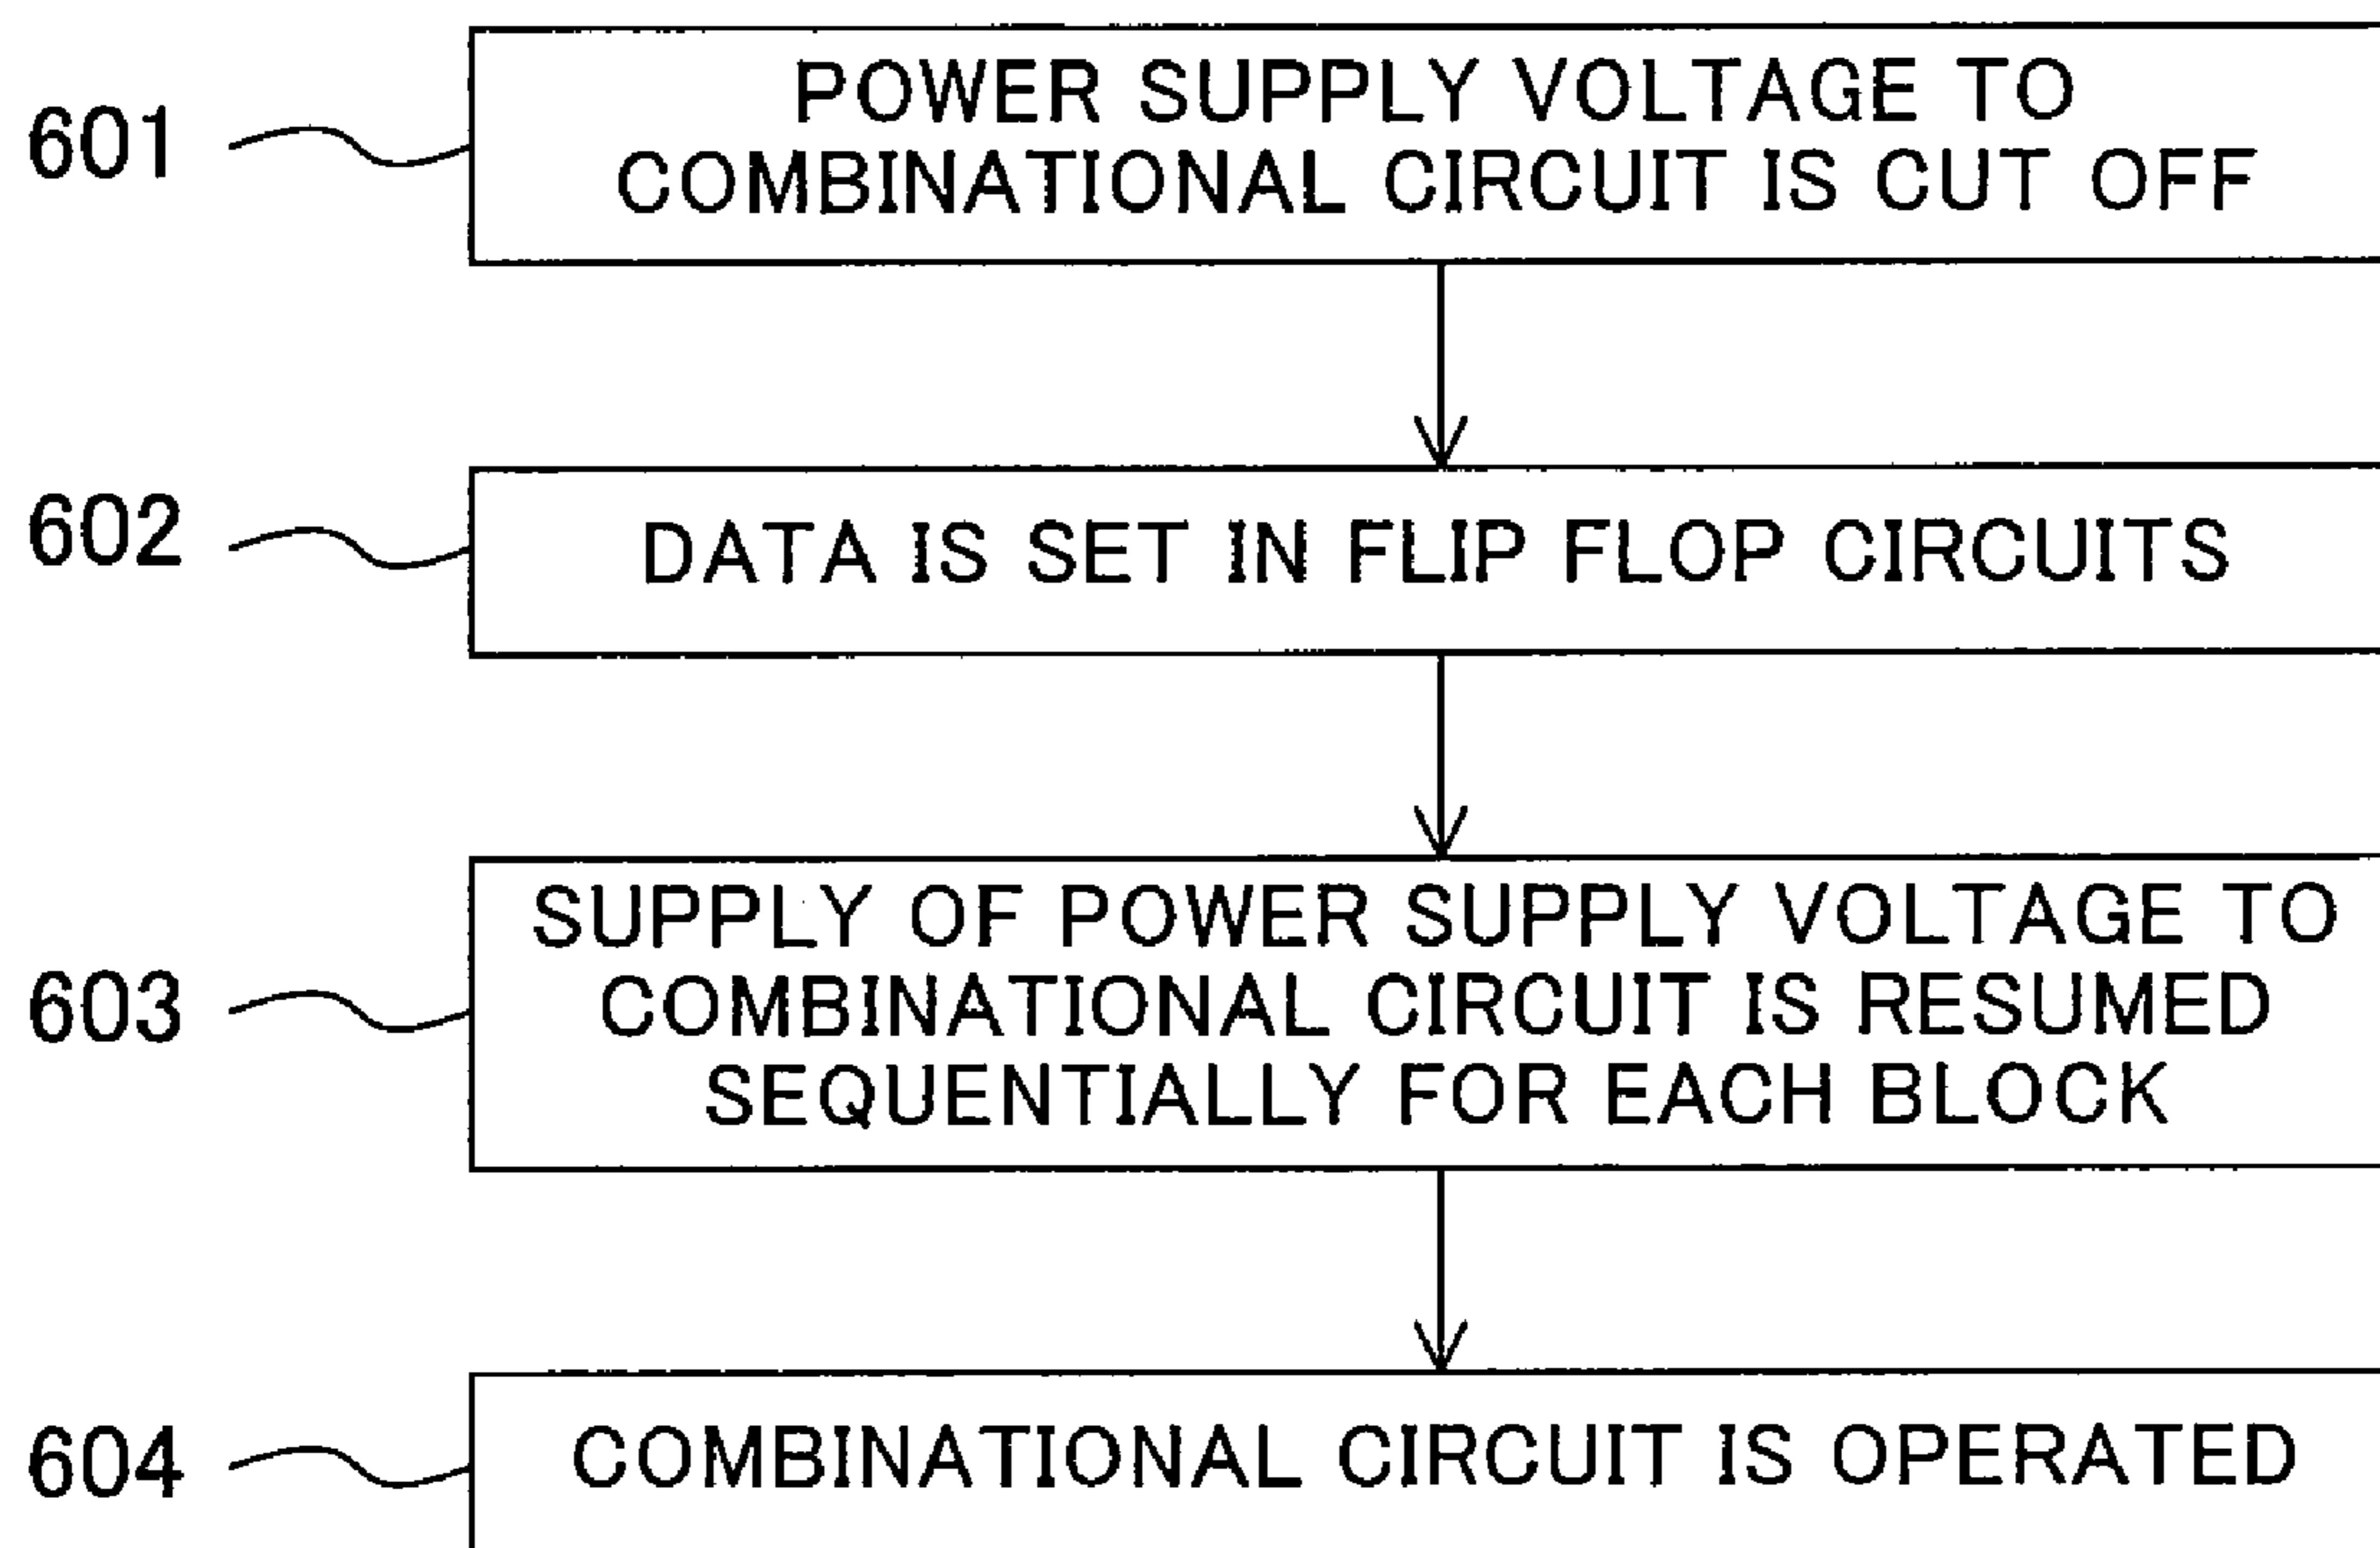 601
POWER SUPPLY VOLTAGE TO
COMBINATIONAL CIRCUIT IS CUT OFF
602
DATA IS SET IN FLIP FLOP CIRCUITS
603
SUPPLY OF POWER SUPPLY VOLTAGE TO
COMBINATIONAL CIRCUIT IS RESUMED
SEQUENTIALLY FOR EACH BLOCK
604
COMBINATIONAL CIRCUIT IS OPERATED